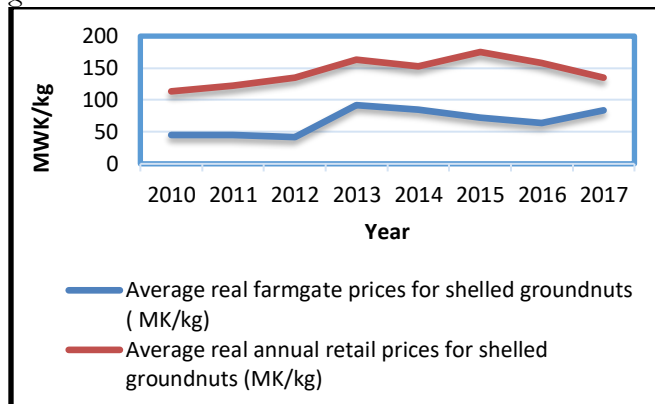 200
150
100
50
0
MWK/kg
2010 2011 2012 2013 2014 2015 2016 2017
Year
Average real farmgate prices for shelled groundnuts
( MK/kg)
Average real annual retail prices for shelled
groundnuts (MK/kg)